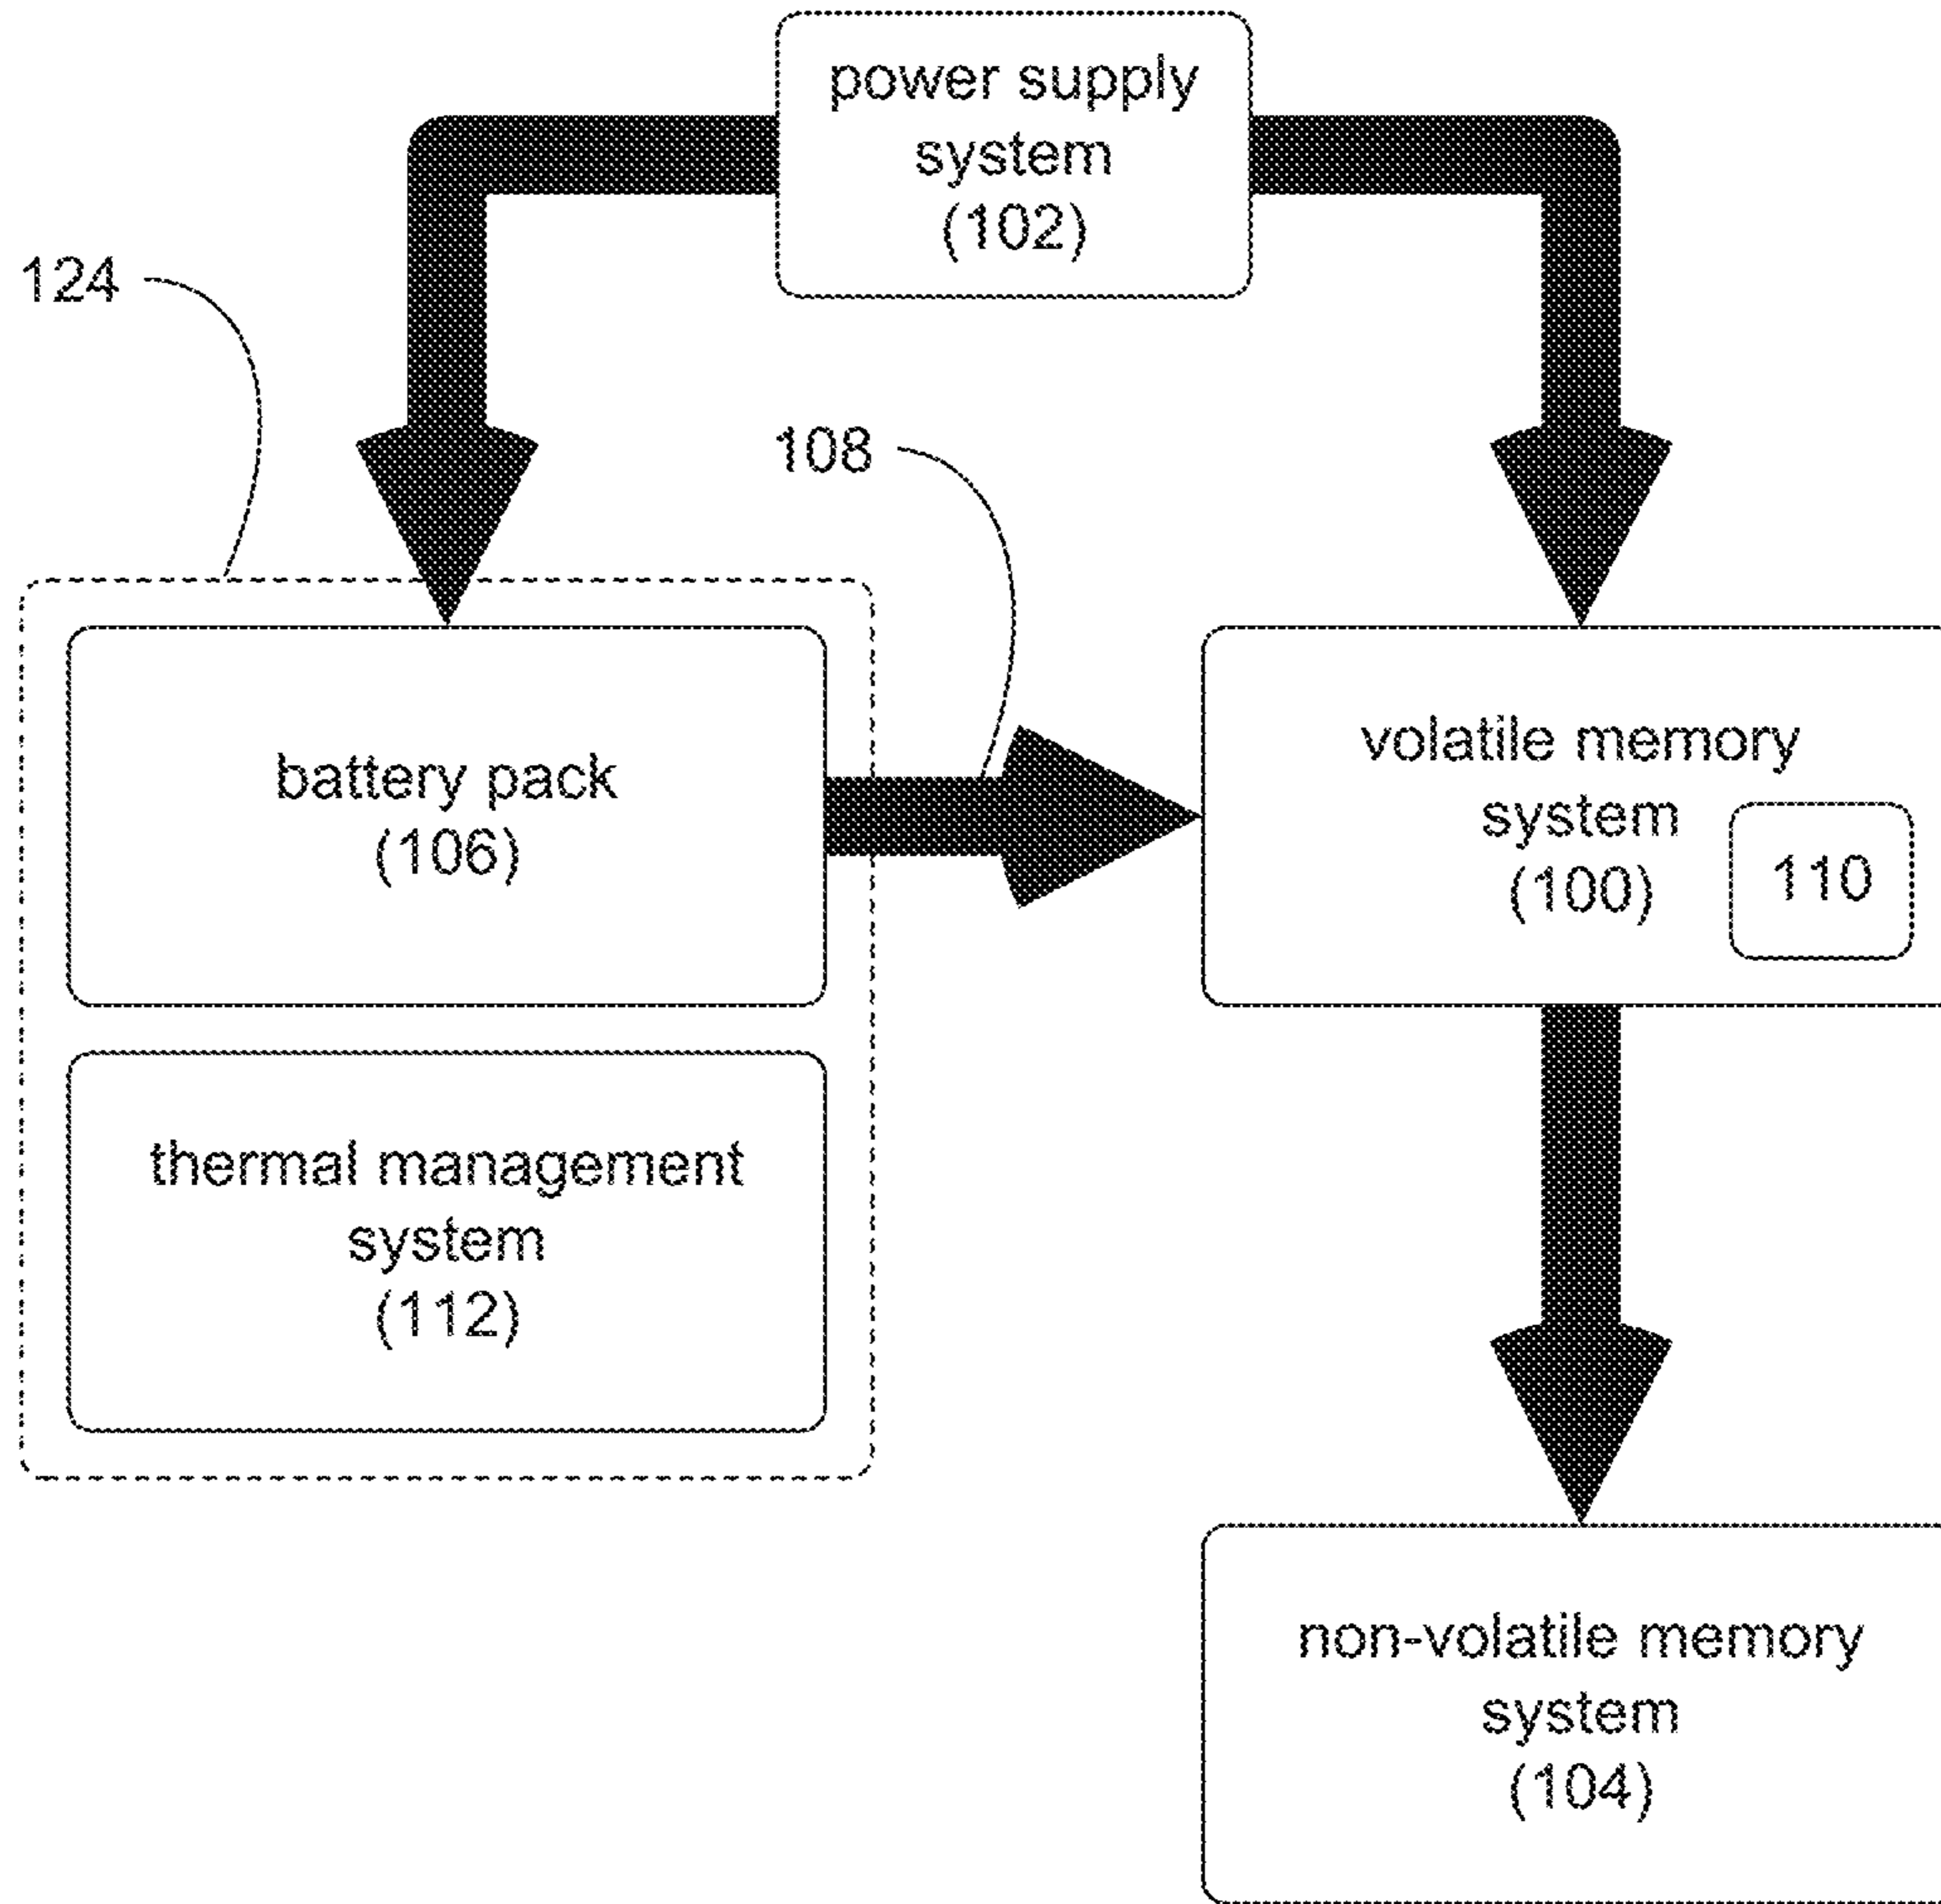 power supply
system
(102)
124
108
battery pack
(106)
volatile memory
system
(100)
110
thermal management
system
(112)
non-volatile memory
system
(104)